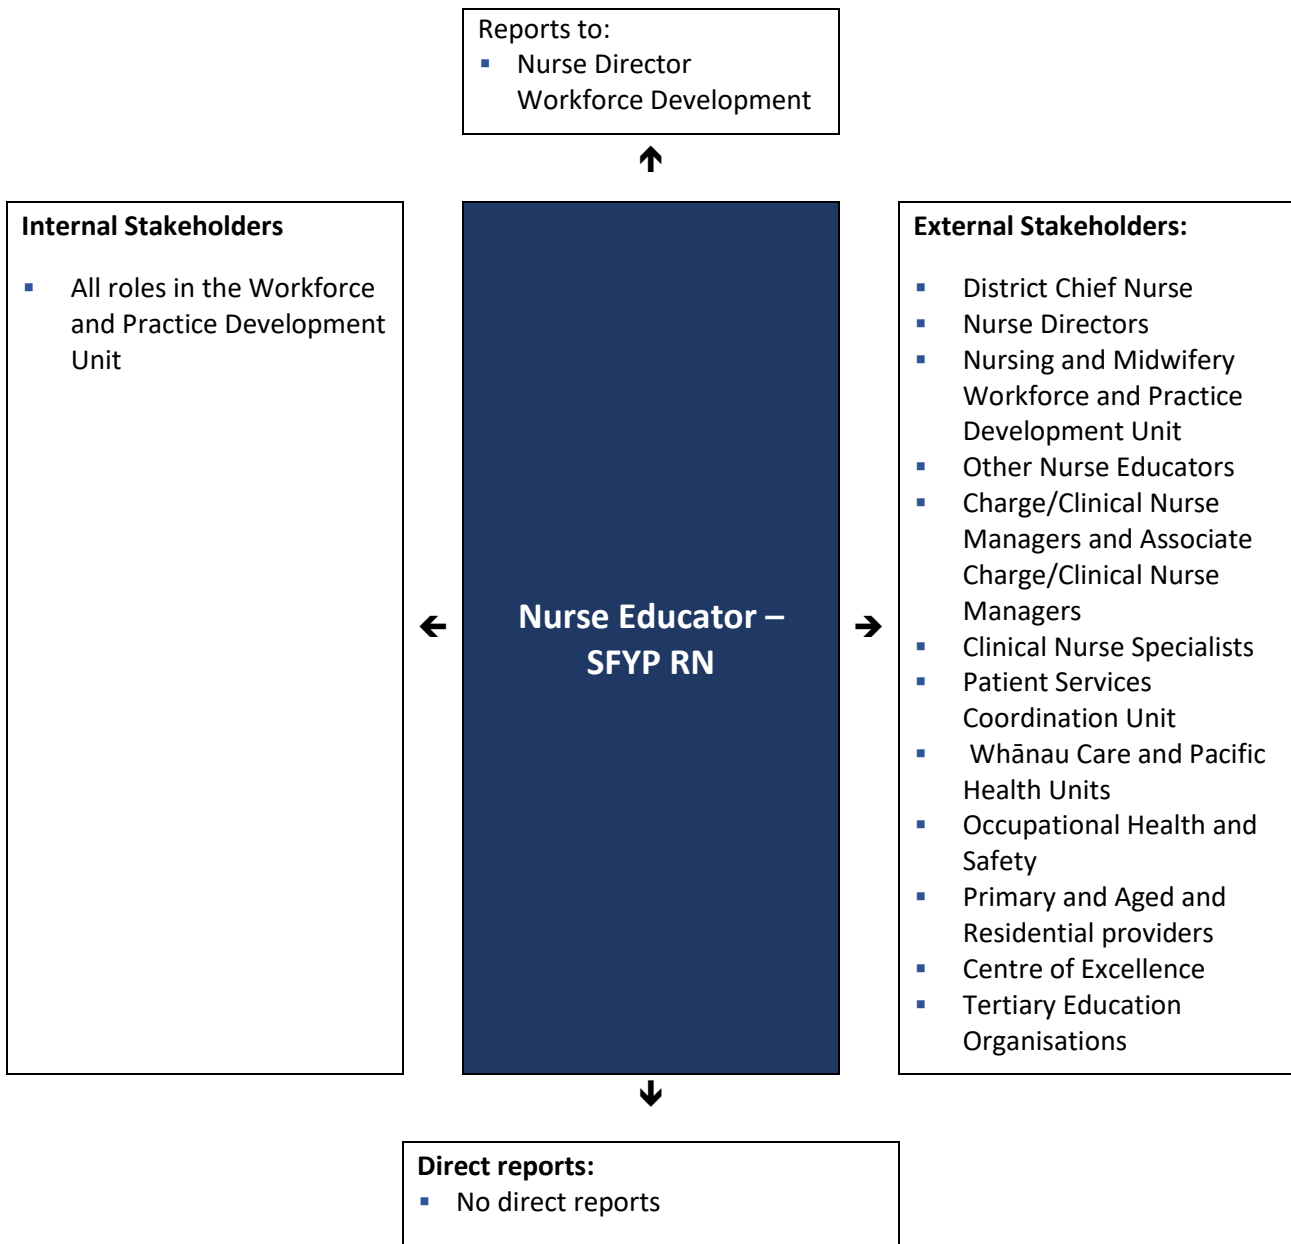 Reports to:
▪ Nurse Director
Workforce Development
↑
Internal Stakeholders
▪ All roles in the Workforce
and Practice Development
Unit
←
Nurse Educator –
SFYP RN
→
External Stakeholders:
▪ District Chief Nurse
▪ Nurse Directors
▪ Nursing and Midwifery
Workforce and Practice
Development Unit
▪ Other Nurse Educators
▪ Charge/Clinical Nurse
Managers and Associate
Charge/Clinical Nurse
Managers
▪ Clinical Nurse Specialists
▪ Patient Services
Coordination Unit
▪ Whānau Care and Pacific
Health Units
▪ Occupational Health and
Safety
▪ Primary and Aged and
Residential providers
▪ Centre of Excellence
▪ Tertiary Education
Organisations
↓
Direct reports:
▪ No direct reports